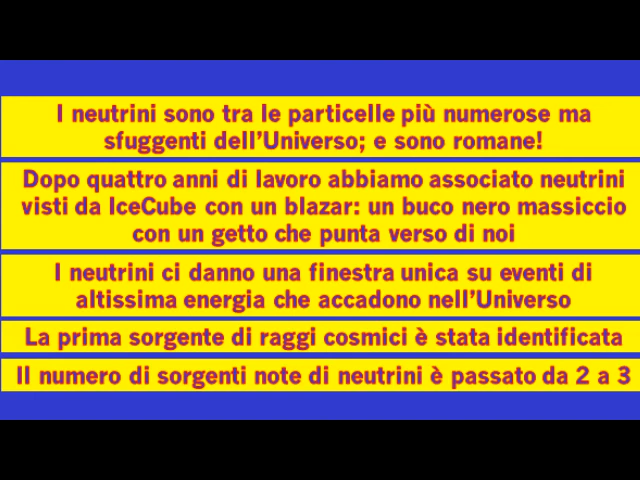 I neutrini sono tra le particelle più numerose ma
sfuggenti dell'Universo; e sono romane!
Dopo quattro anni di lavoro abbiamo associato neutrini
visti da IceCube con un blazar: un buco nero massiccio
con un getto che punta verso di noi
I neutrini ci danno una finestra unica su eventi di
altissima energia che accadono nell'Universo
La prima sorgente di raggi cosmici è stata identificata
Il numero di sorgenti note di neutrini è passato da 2 a 3